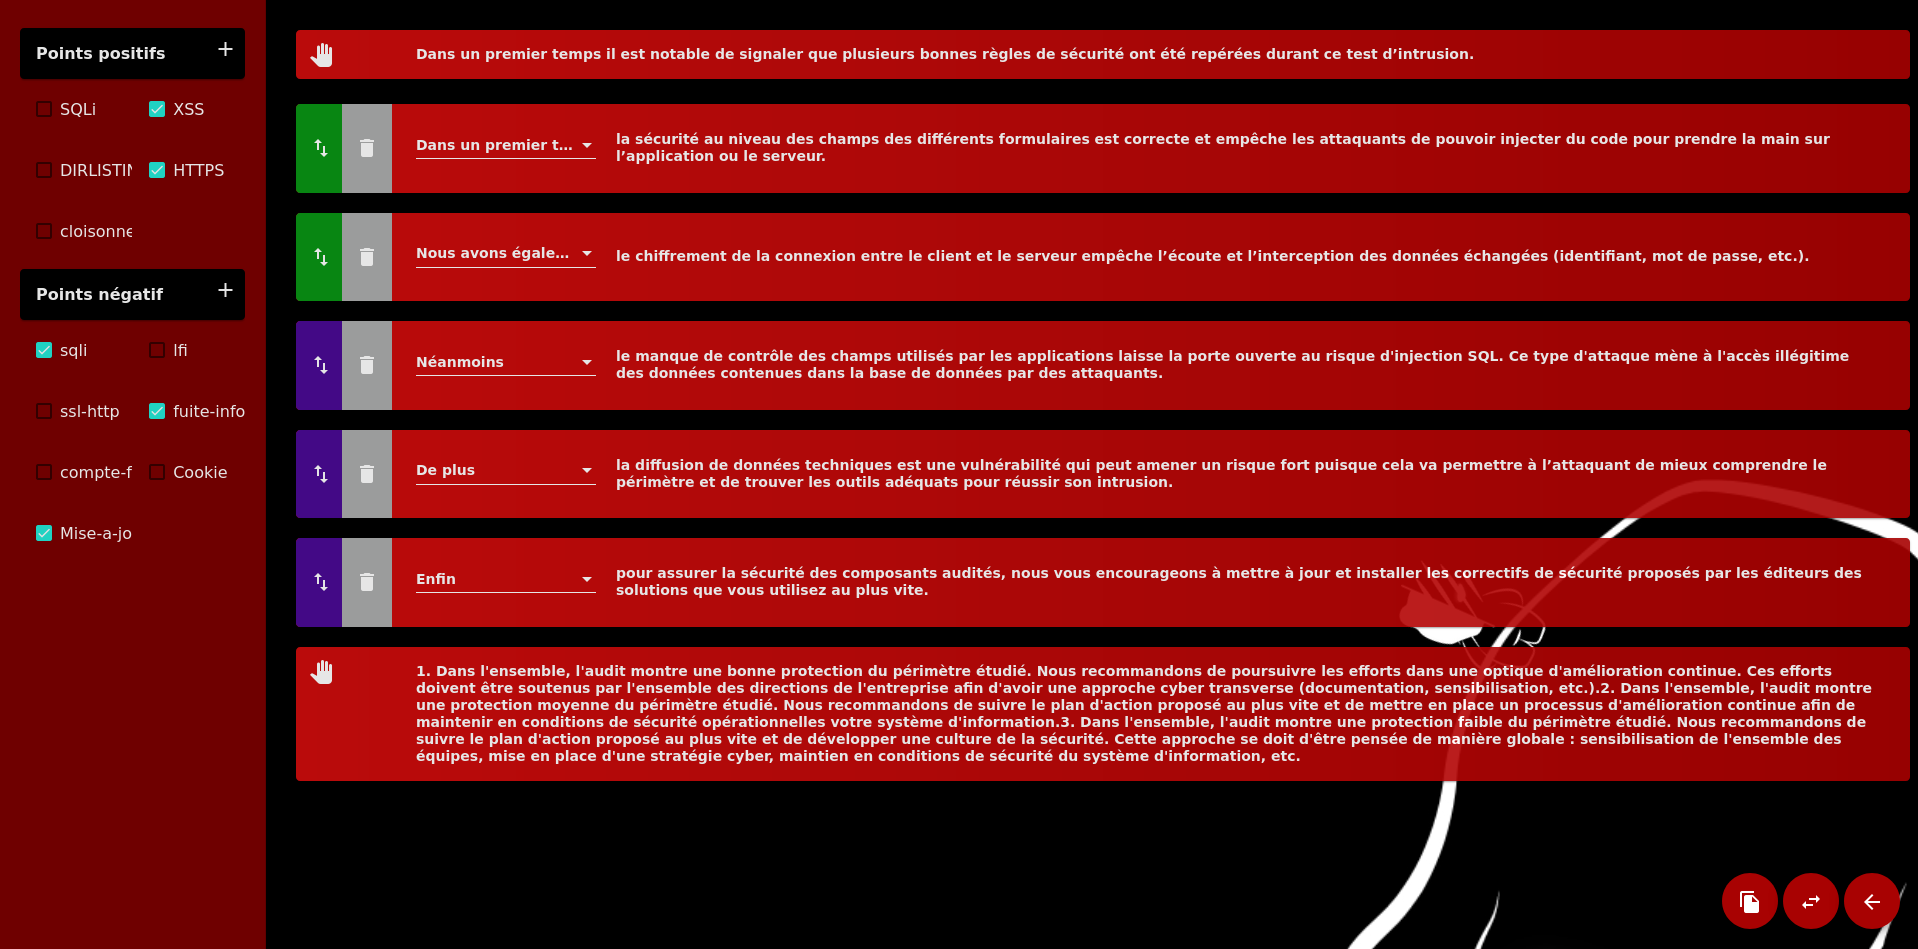 Points positifs
SQLi
XSS
DIRLISTIN
HTTPS
cloisonne
Points négatif
sqli
lfi
ssl-http
fuite-info
compte-f
Cookie
Mise-a-jo
Dans un premier temps il est notable de signaler que plusieurs bonnes règles de sécurité ont été repérées durant ce test d’intrusion.
Dans un premier t...
la sécurité au niveau des champs des différents formulaires est correcte et empêche les attaquants de pouvoir injecter du code pour prendre la main sur
l’application ou le serveur.
Nous avons égale...
le chiffrement de la connexion entre le client et le serveur empêche l’écoute et l’interception des données échangées (identifiant, mot de passe, etc.).
Néanmoins
le manque de contrôle des champs utilisés par les applications laisse la porte ouverte au risque d'injection SQL. Ce type d'attaque mène à l'accès illégitime
des données contenues dans la base de données par des attaquants.
De plus
la diffusion de données techniques est une vulnérabilité qui peut amener un risque fort puisque cela va permettre à l’attaquant de mieux comprendre le
périmètre et de trouver les outils adéquats pour réussir son intrusion.
Enfin
pour assurer la sécurité des composants audités, nous vous encourageons à mettre à jour et installer les correctifs de sécurité proposés par les éditeurs des
solutions que vous utilisez au plus vite.
1. Dans l'ensemble, l'audit montre une bonne protection du périmètre étudié. Nous recommandons de poursuivre les efforts dans une optique d'amélioration continue. Ces efforts
doivent être soutenus par l'ensemble des directions de l'entreprise afin d'avoir une approche cyber transverse (documentation, sensibilisation, etc.).2. Dans l'ensemble, l'audit montre
une protection moyenne du périmètre étudié. Nous recommandons de suivre le plan d'action proposé au plus vite et de mettre en place un processus d'amélioration continue afin de
maintenir en conditions de sécurité opérationnelles votre système d'information.3. Dans l'ensemble, l'audit montre une protection faible du périmètre étudié. Nous recommandons de
suivre le plan d'action proposé au plus vite et de développer une culture de la sécurité. Cette approche se doit d'être pensée de manière globale : sensibilisation de l'ensemble des
équipes, mise en place d'une stratégie cyber, maintien en conditions de sécurité du système d'information, etc.